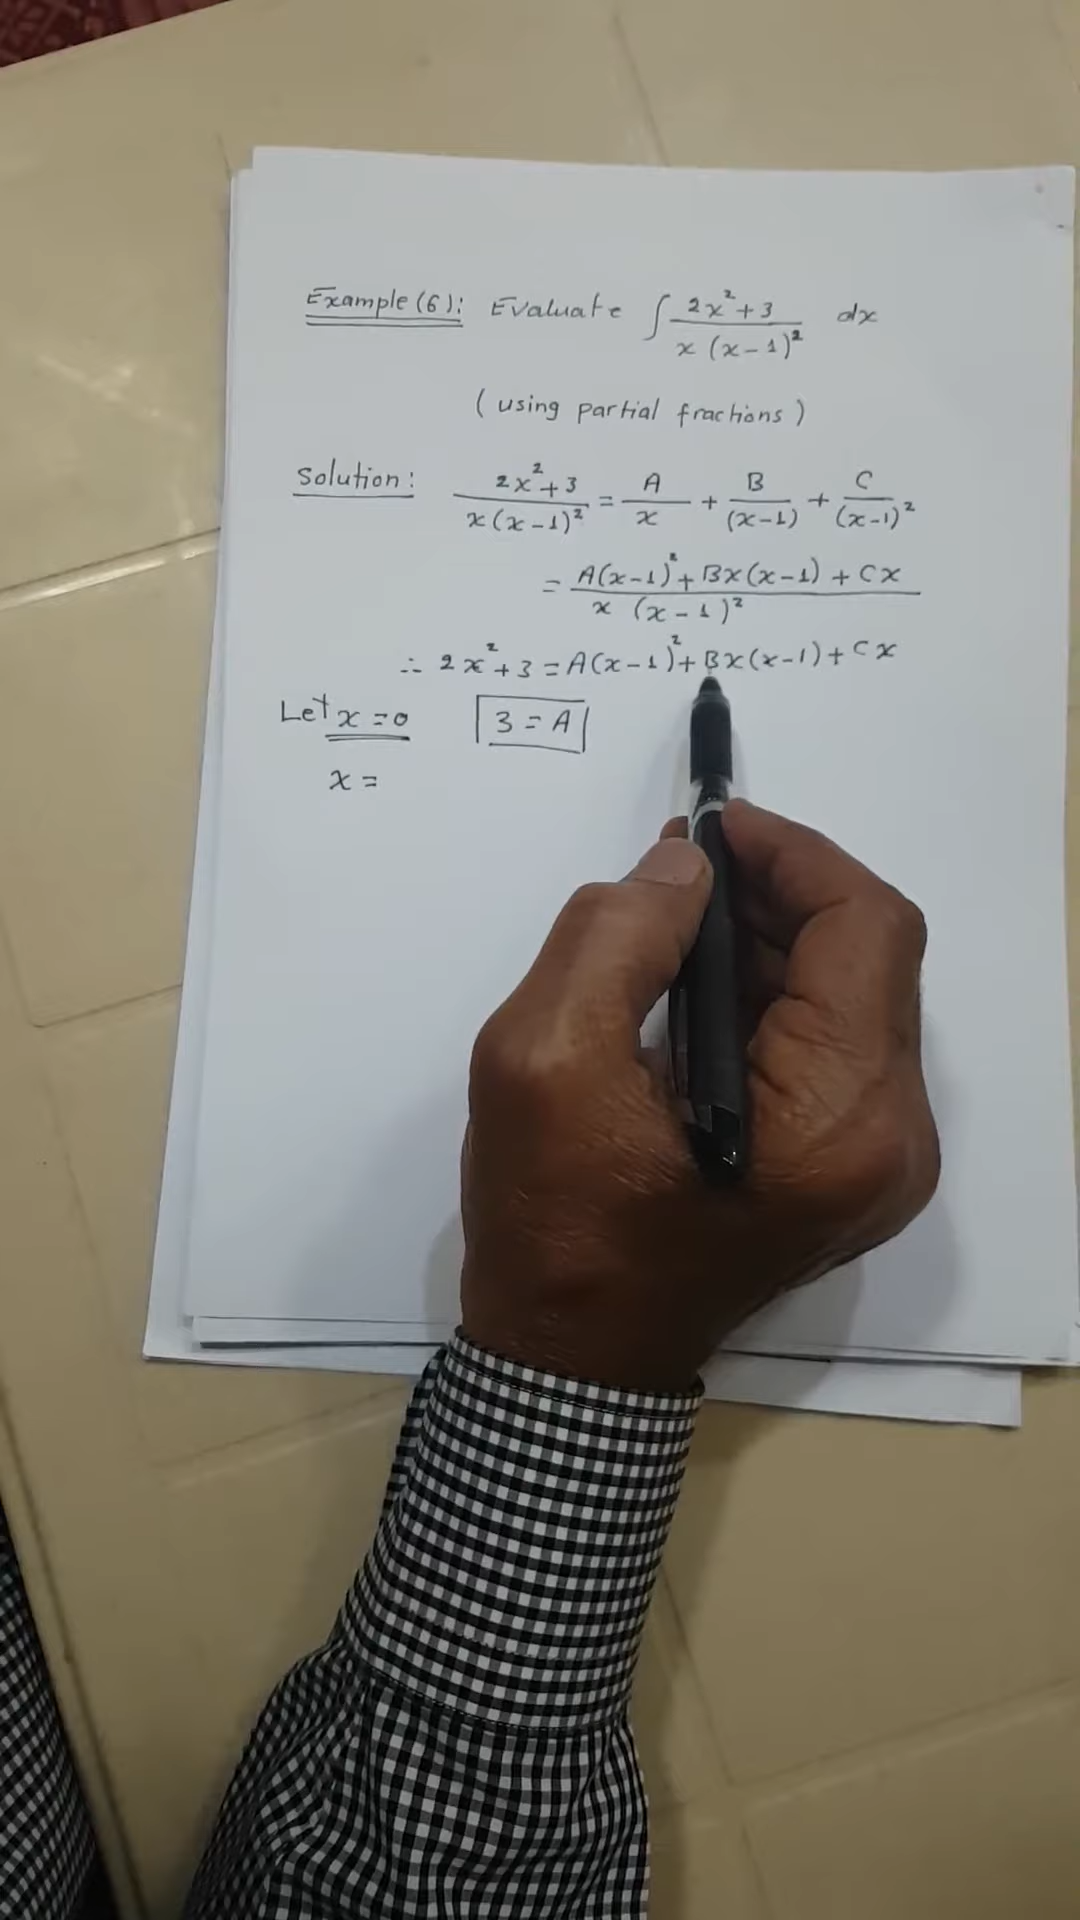 Example (6): Evaluate ∫ (2x²+3)/(x (x-1)²) dx
(using partial fractions)
Solution: (2x²+3)/(x(x-1)²) = A/x + B/(x-1) + C/(x-1)²
= (A(x-1)² + Bx(x-1) + Cx)/(x (x-1)²)
∴ 2x²+3 = A(x-1)² + Bx(x-1) + Cx
Let x=0 3 = A
x =